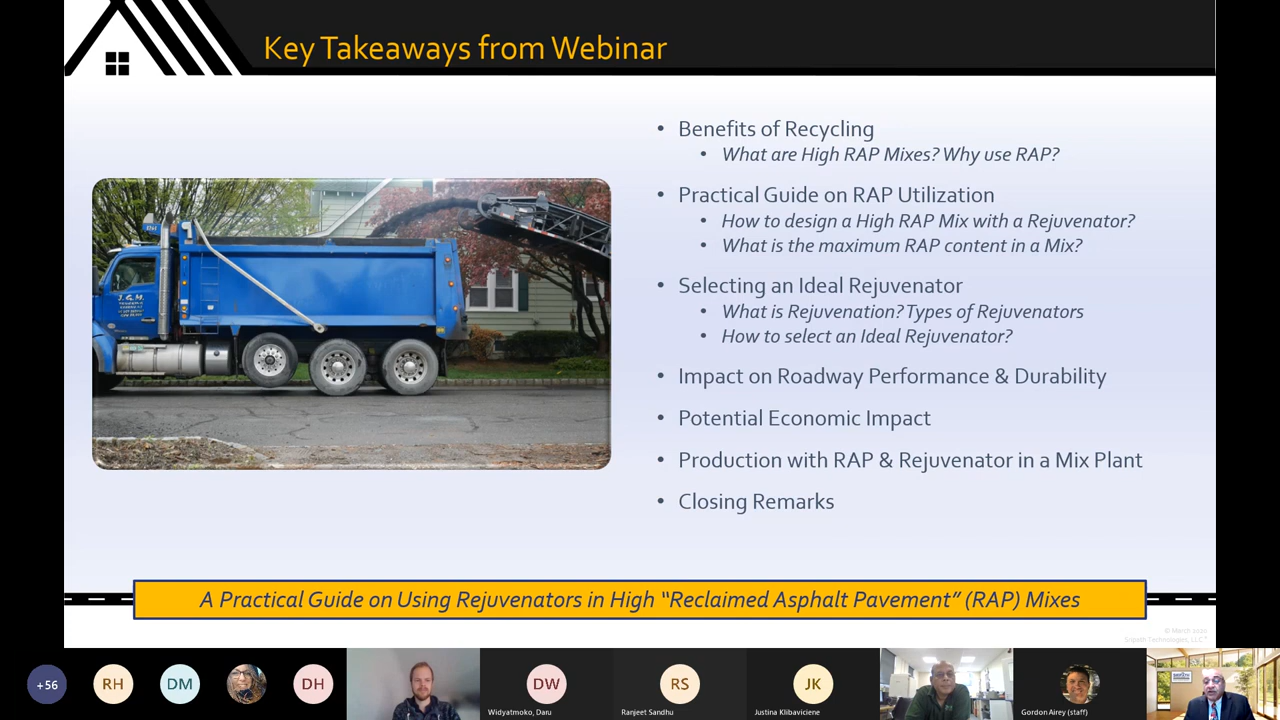 Key Takeaways from Webinar
• Benefits of Recycling
• What are High RAP Mixes? Why use RAP?
• Practical Guide on RAP Utilization
• How to design a High RAP Mix with a Rejuvenator?
• What is the maximum RAP content in a Mix?
• Selecting an Ideal Rejuvenator
• What is Rejuvenation? Types of Rejuvenators
• How to select an Ideal Rejuvenator?
• Impact on Roadway Performance & Durability
• Potential Economic Impact
• Production with RAP & Rejuvenator in a Mix Plant
• Closing Remarks
J.G.M.
A Practical Guide on Using Rejuvenators in High “Reclaimed Asphalt Pavement” (RAP) Mixes
© March 2020
Technologies, LLC
+56
RH
DM
DH
DW
Widyatmoko, Daru
RS
Ranjeet Sandhu
JK
Justina Klibaviciene
Gordon Airey (staff)